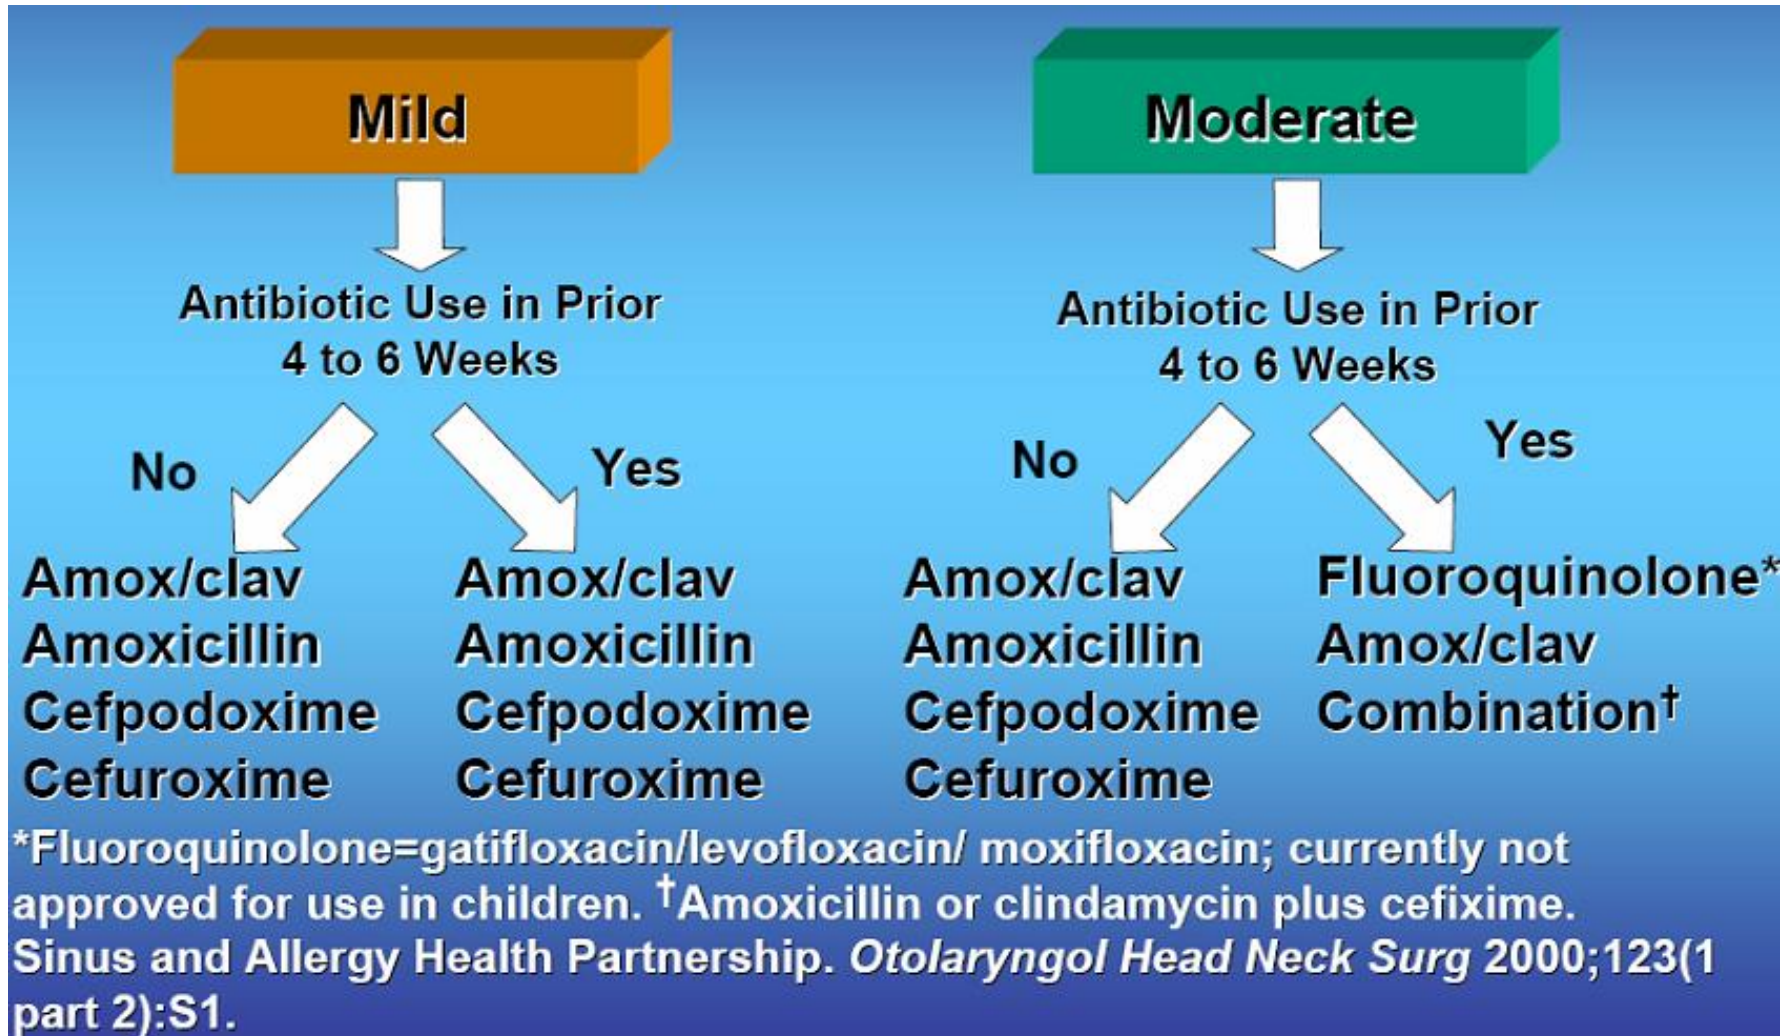 Mild
Antibiotic Use in Prior
4 to 6 Weeks
No
Yes
Amox/clav
Amoxicillin
Cefpodoxime
Cefuroxime
Amox/clav
Amoxicillin
Cefpodoxime
Cefuroxime
Moderate
Antibiotic Use in Prior
4 to 6 Weeks
No
Yes
Amox/clav
Amoxicillin
Cefpodoxime
Cefuroxime
Fluoroquinolone*
Amox/clav
Combination†
*Fluoroquinolone=gatifloxacin/levofloxacin/ moxifloxacin; currently not
approved for use in children. †Amoxicillin or clindamycin plus cefixime.
Sinus and Allergy Health Partnership. Otolaryngol Head Neck Surg 2000;123(1
part 2):S1.